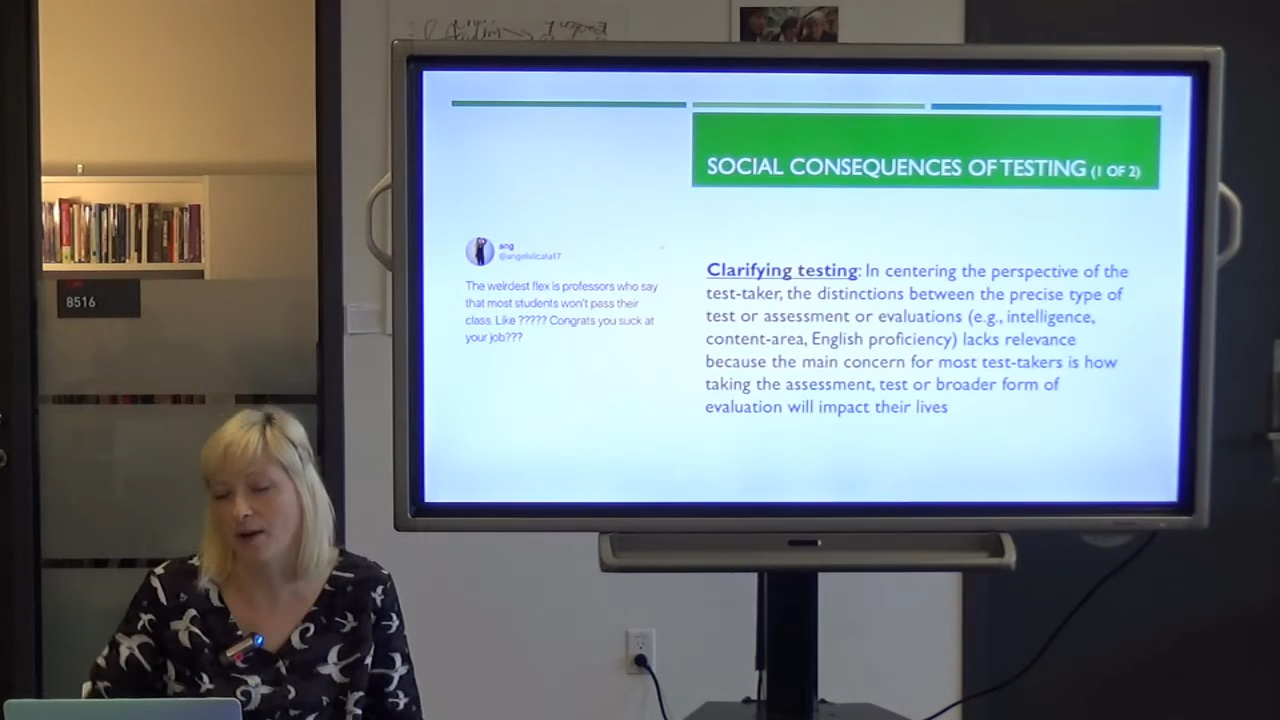 8516
SOCIAL CONSEQUENCES OF TESTING (1 OF 2)
ang
@angelalicata17
The weirdest flex is professors who say
that most students won't pass their
class. Like ????? Congrats you suck at
your job???
Clarifying testing: In centering the perspective of the
test-taker, the distinctions between the precise type of
test or assessment or evaluations (e.g., intelligence,
content-area, English proficiency) lacks relevance
because the main concern for most test-takers is how
taking the assessment, test or broader form of
evaluation will impact their lives